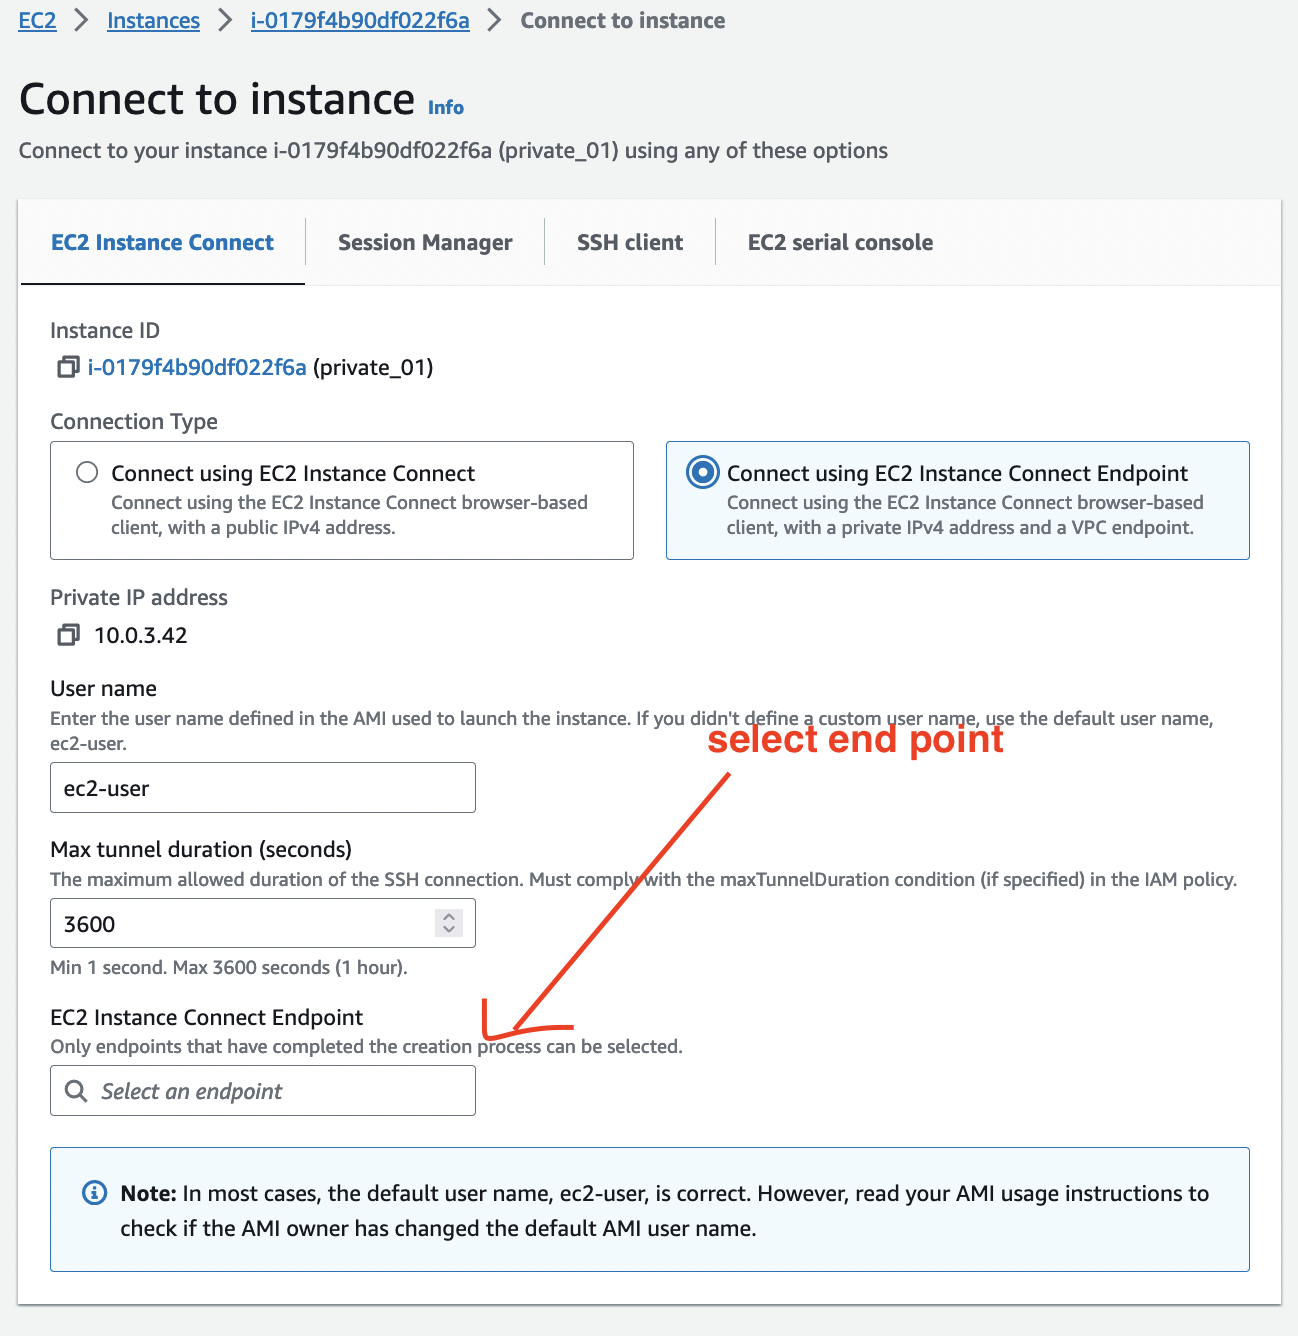 EC2 > Instances > i-0179f4b90df022f6a > Connect to instance
Connect to instance Info
Connect to your instance i-0179f4b90df022f6a (private_01) using any of these options
EC2 Instance Connect
Session Manager
SSH client
EC2 serial console
Instance ID
i-0179f4b90df022f6a (private_01)
Connection Type
Connect using EC2 Instance Connect
Connect using the EC2 Instance Connect browser-based
client, with a public IPv4 address.
Connect using EC2 Instance Connect Endpoint
Connect using the EC2 Instance Connect browser-based
client, with a private IPv4 address and a VPC endpoint.
Private IP address
10.0.3.42
User name
Enter the user name defined in the AMI used to launch the instance. If you didn't define a custom user name, use the default user name,
ec2-user.
select end point
ec2-user
Max tunnel duration (seconds)
The maximum allowed duration of the SSH connection. Must comply with the maxTunnelDuration condition (if specified) in the IAM policy.
3600
Min 1 second. Max 3600 seconds (1 hour).
EC2 Instance Connect Endpoint
Only endpoints that have completed the creation process can be selected.
Select an endpoint
Note: In most cases, the default user name, ec2-user, is correct. However, read your AMI usage instructions to
check if the AMI owner has changed the default AMI user name.